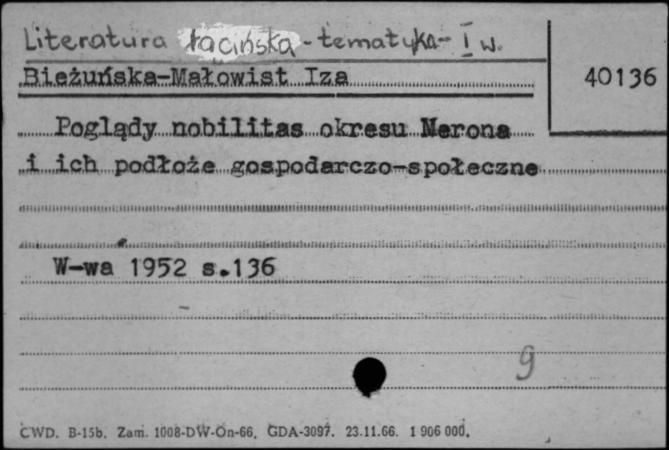 Literatura łacińska - tematyka - I w.
Bieżuńska-Małowist Iza
40136
Poglądy nobilitas okresu Nerona
i ich podłoże gospodarczo-społeczne
W-wa 1952 s.136
9
CWD. B-15b. Zam. 1008-DW-On-66. GDA-3097. 23.11.66. 1 906 000.